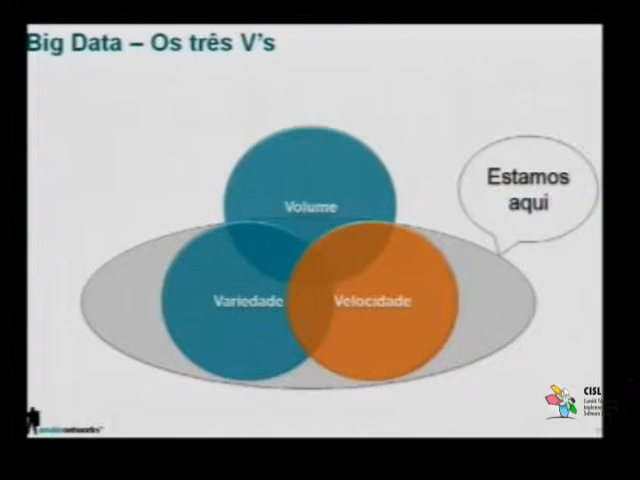 Big Data – Os três V's
Estamos
aqui
Volume
Variedade
Velocidade
CISL